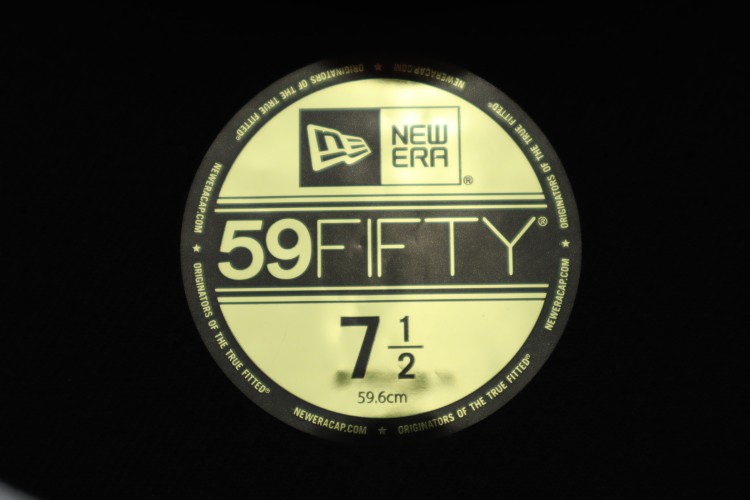 NEW
ERA
®
59FIFTY®
7 1/2
59.6cm
NEWERACAP.COM ★ ORIGINATORS OF THE TRUE FITTED® NEWERACAP.COM ★ ORIGINATORS OF THE TRUE FITTED® NEWERACAP.COM ★ ORIGINATORS OF THE TRUE FITTED® NEWERACAP.COM ★ ORIGINATORS OF THE TRUE FITTED®